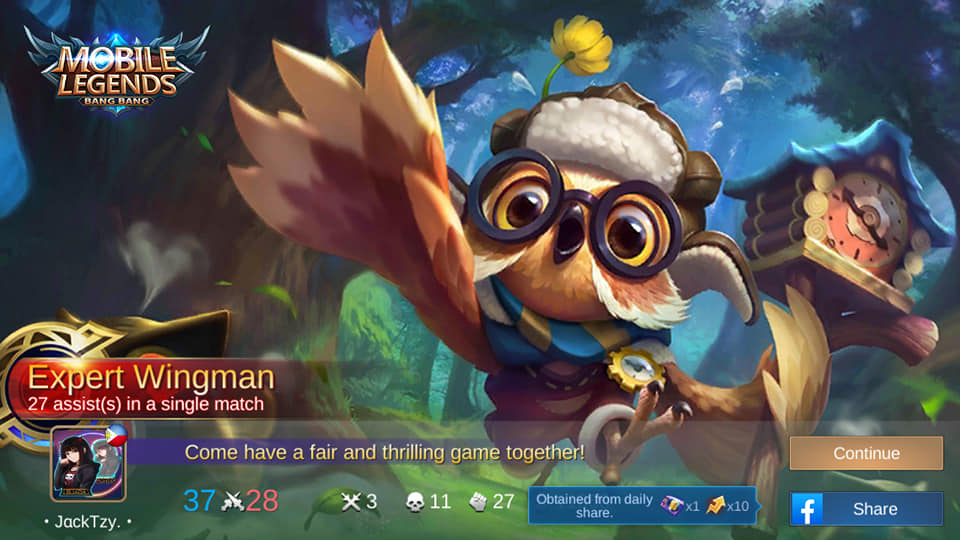 MOBILE
LEGENDS
BANG BANG
Expert Wingman
27 assist(s) in a single match
Come have a fair and thrilling game together!
Continue
37 28 3 11 27
Obtained from daily
share.
x1 x10
Share
• JackTzy. •